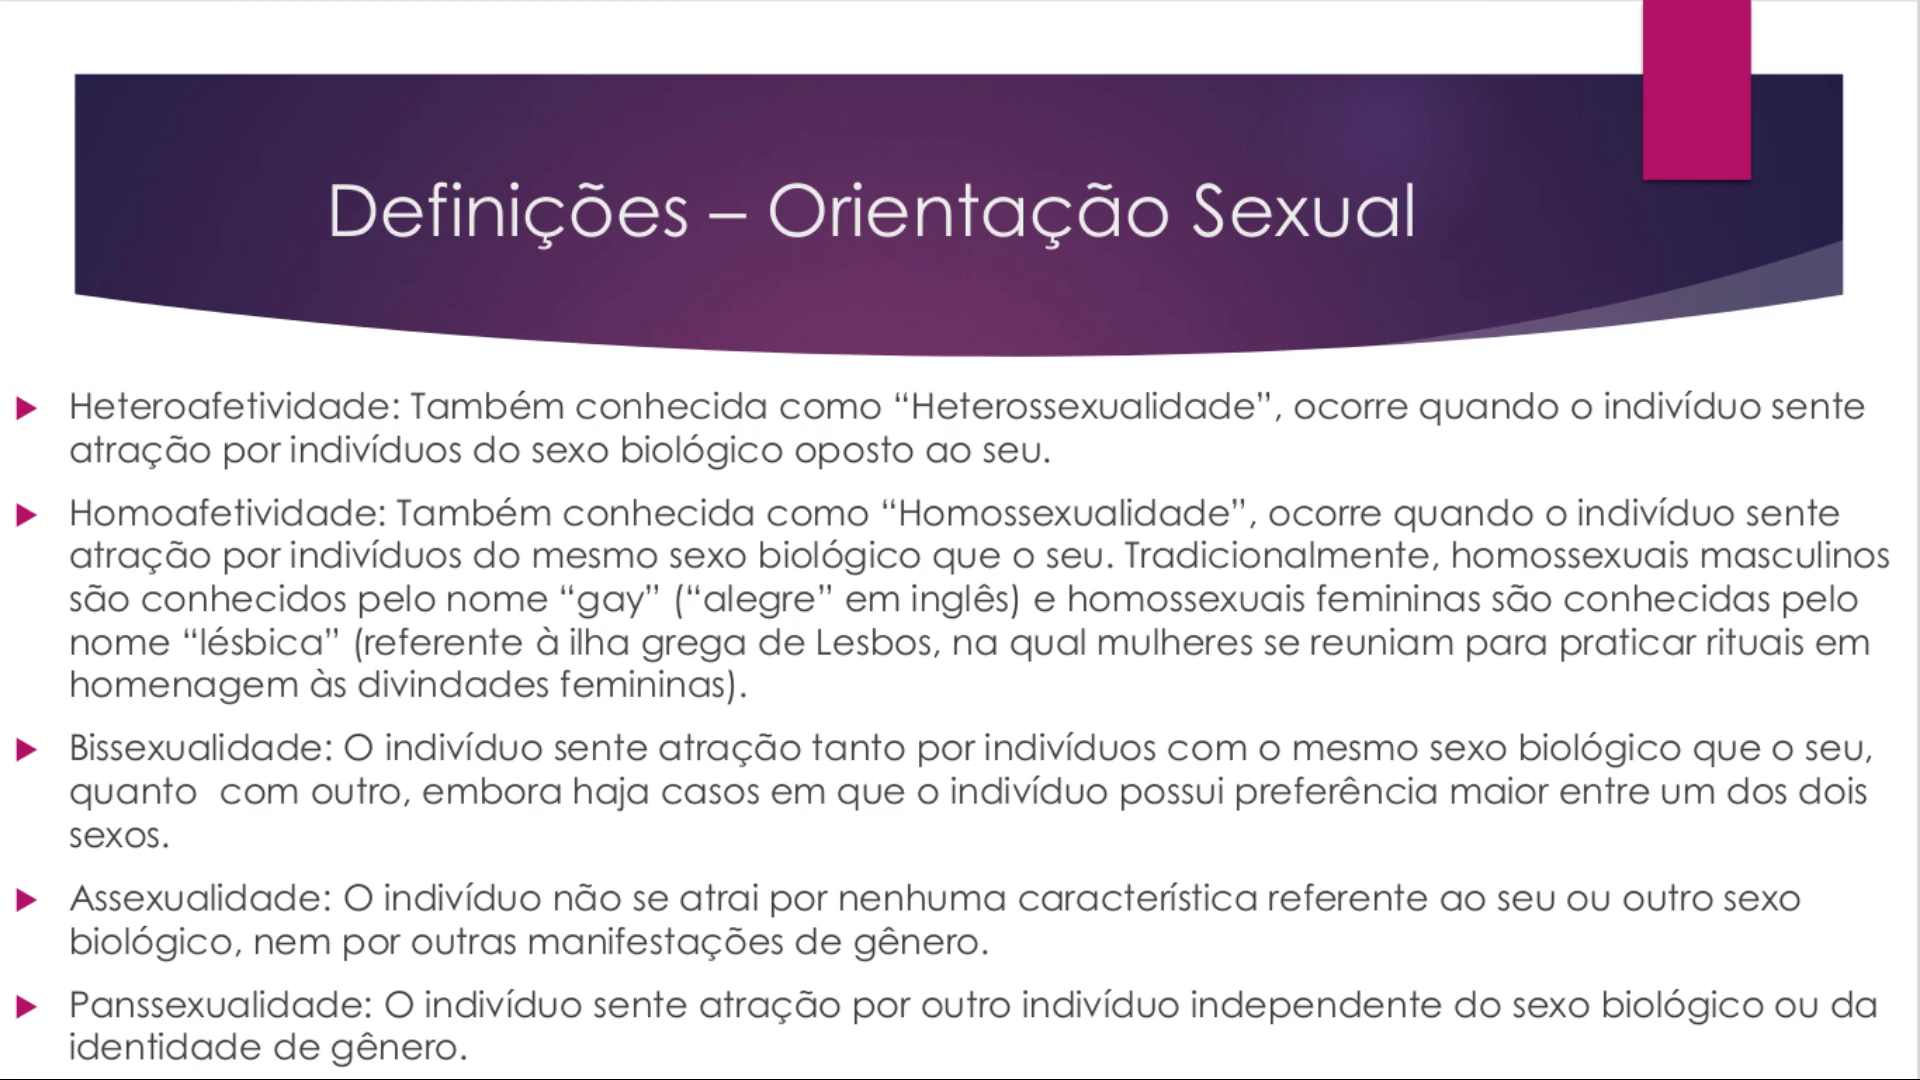 Definições – Orientação Sexual
Heteroafetividade: Também conhecida como “Heterossexualidade”, ocorre quando o indivíduo sente
atração por indivíduos do sexo biológico oposto ao seu.
Homoafetividade: Também conhecida como “Homossexualidade”, ocorre quando o indivíduo sente
atração por indivíduos do mesmo sexo biológico que o seu. Tradicionalmente, homossexuais masculinos
são conhecidos pelo nome “gay” (“alegre” em inglês) e homossexuais femininas são conhecidas pelo
nome “lésbica” (referente à ilha grega de Lesbos, na qual mulheres se reuniam para praticar rituais em
homenagem às divindades femininas).
Bissexualidade: O indivíduo sente atração tanto por indivíduos com o mesmo sexo biológico que o seu,
quanto  com outro, embora haja casos em que o indivíduo possui preferência maior entre um dos dois
sexos.
Assexualidade: O indivíduo não se atrai por nenhuma característica referente ao seu ou outro sexo
biológico, nem por outras manifestações de gênero.
Panssexualidade: O indivíduo sente atração por outro indivíduo independente do sexo biológico ou da
identidade de gênero.